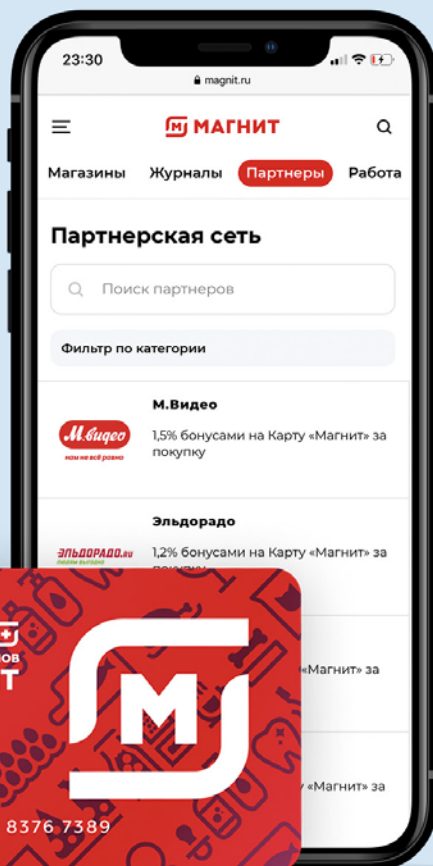 23:30
magnit.ru
МАГНИТ
Магазины Журналы Партнеры Работа
Партнерская сеть
Поиск партнеров
Фильтр по категории
М.Видео
М.видео
нам не всё равно
1,5% бонусами на Карту «Магнит» за
покупку
Эльдорадо
ЭЛЬДОРАДО.RU
1,2% бонусами на Карту «Магнит» за
«Магнит» за
«Магнит» за
М
8376 7389